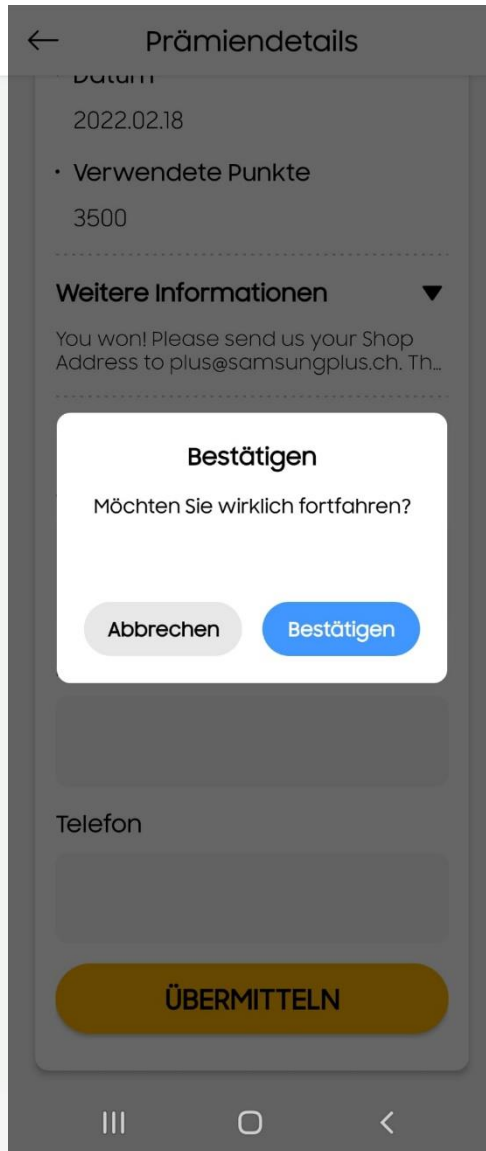 Prämiendetails
· Datum
2022.02.18
· Verwendete Punkte
3500
Weitere Informationen
You won! Please send us your Shop
Address to plus@samsungplus.ch. Th...
Bestätigen
Möchten Sie wirklich fortfahren?
Abbrechen Bestätigen
Telefon
ÜBERMITTELN